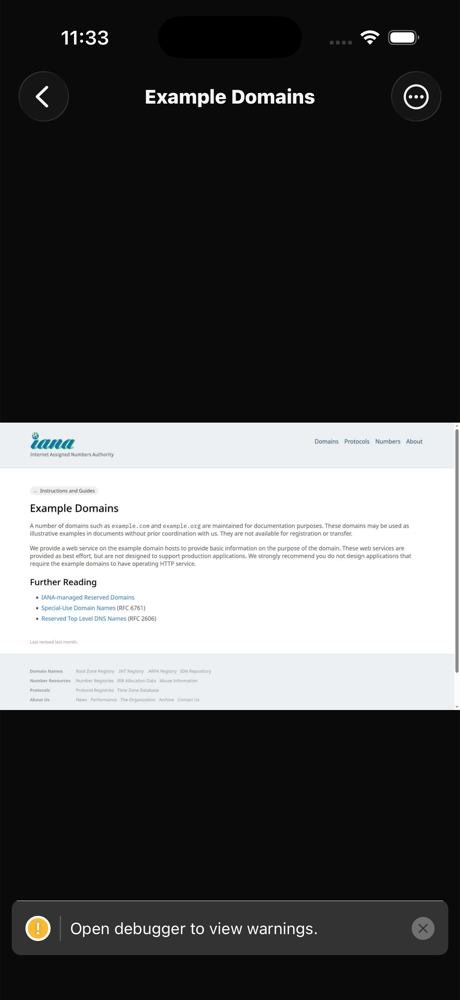 11:33
Example Domains
iana
Internet Assigned Numbers Authority
Domains Protocols Numbers About
← Instructions and Guides
Example Domains
A number of domains such as example.com and example.org are maintained for documentation purposes. These domains may be used as
illustrative examples in documents without prior coordination with us. They are not available for registration or transfer.
We provide a web service on the example domain hosts to provide basic information on the purpose of the domain. These web services are
provided as best effort, but are not designed to support production applications. We strongly recommend you do not design applications that
require the example domains to have operating HTTP service.
Further Reading
• IANA-managed Reserved Domains
• Special-Use Domain Names (RFC 6761)
• Reserved Top Level DNS Names (RFC 2606)
Last revised last month.
Domain Names Root Zone Registry .INT Registry .ARPA Registry IDN Repository
Number Resources Number Registries AS Allocation Data Abuse Information
Protocols Protocol Registries Time Zone Database
About Us News Performance The Organization Archive Contact Us
! Open debugger to view warnings.